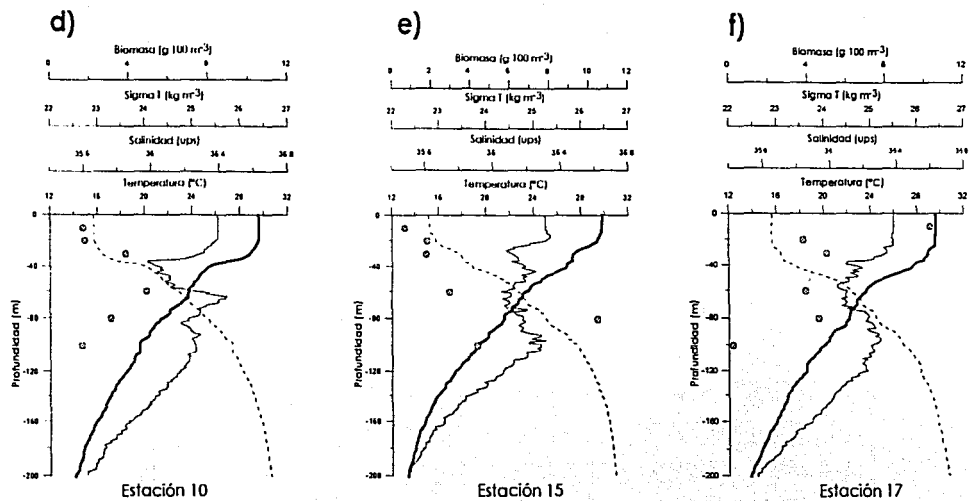 d)
Biomasa (g 100 m-3)
0 4 8 12
Sigma T (kg m-3)
22 23 24 25 26 27
Salinidad (ups)
35.6 36 36.4 36.8
Temperatura (°C)
12 16 20 24 28 32
Profundidad (m)
0
-40
-80
-120
-160
-200
Estación 10
e)
Biomasa (g 100 m-3)
0 2 4 6 8 10 12
Sigma T (kg m-3)
22 23 24 25 26 27
Salinidad (ups)
35.6 36 36.4 36.8
Temperatura (°C)
12 16 20 24 28 32
Profundidad (m)
0
-40
-80
-120
-160
-200
Estación 15
f)
Biomasa (g 100 m-3)
0 4 8 12
Sigma T (kg m-3)
22 23 24 25 26 27
Salinidad (ups)
36
Temperatura (°C)
12 16 20 24 28 32
Profundidad (m)
0
-40
-80
-120
-160
-200
Estación 17